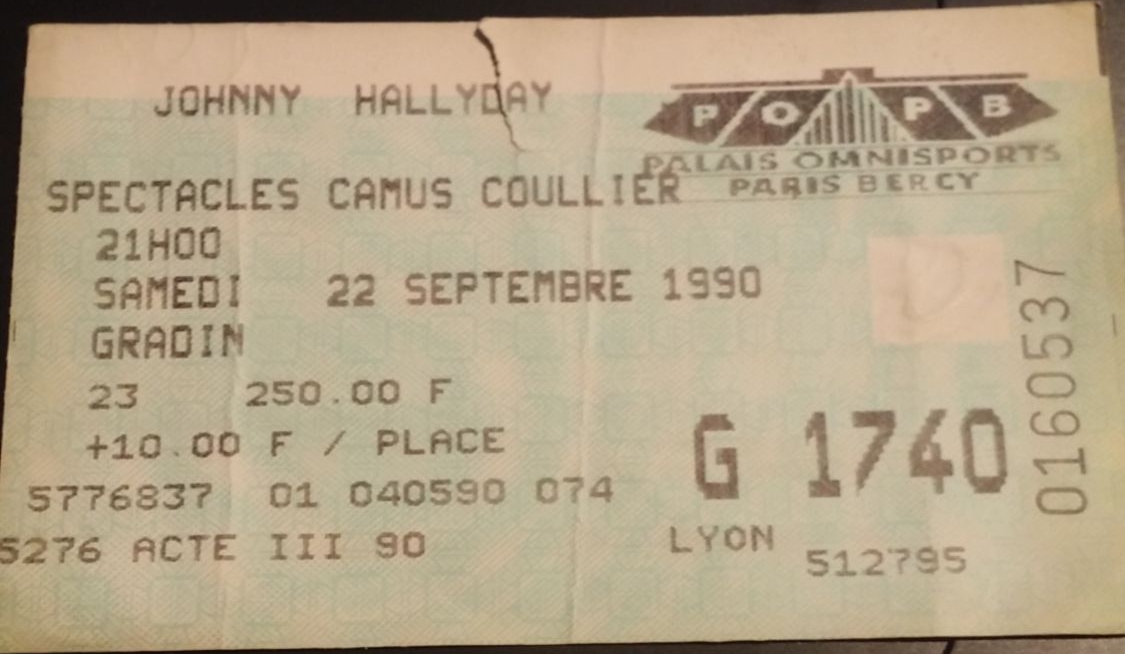 JOHNNY HALLYDAY
POPB
PALAIS OMNISPORTS
PARIS BERCY
SPECTACLES CAMUS COULLIER
21H00
SAMEDI 22 SEPTEMBRE 1990
GRADIN
23 250.00 F
+10.00 F / PLACE
G 1740
5776837 01 040590 074
LYON
5276 ACTE III 90
512795
0160537